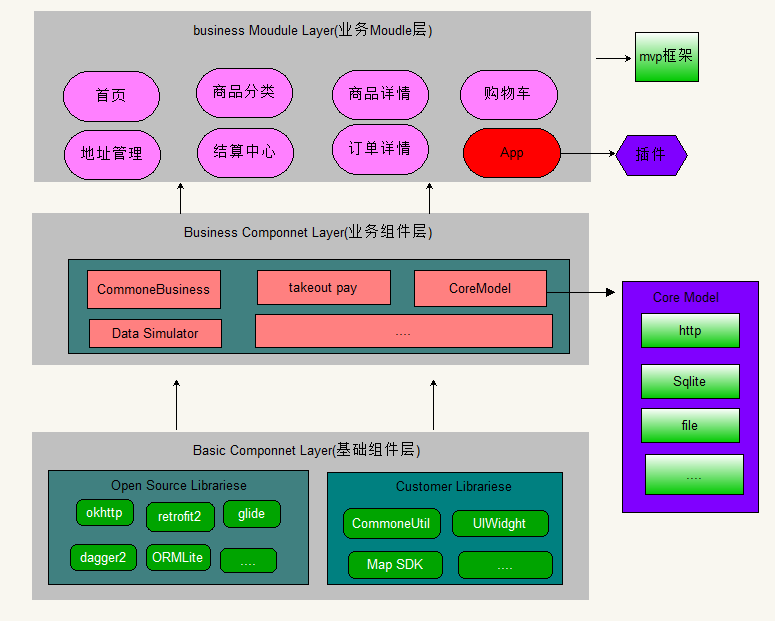 business Moudule Layer(业务Moudle层)
首页
商品分类
商品详情
购物车
地址管理
结算中心
订单详情
App
mvp框架
插件
Business Componnet Layer(业务组件层)
CommoneBusiness
takeout pay
CoreModel
Data Simulator
....
Core Model
http
Sqlite
file
....
Basic Componnet Layer(基础组件层)
Open Source Librariese
okhttp
retrofit2
glide
dagger2
ORMLite
....
Customer Librariese
CommoneUtil
UIWidght
Map SDK
....